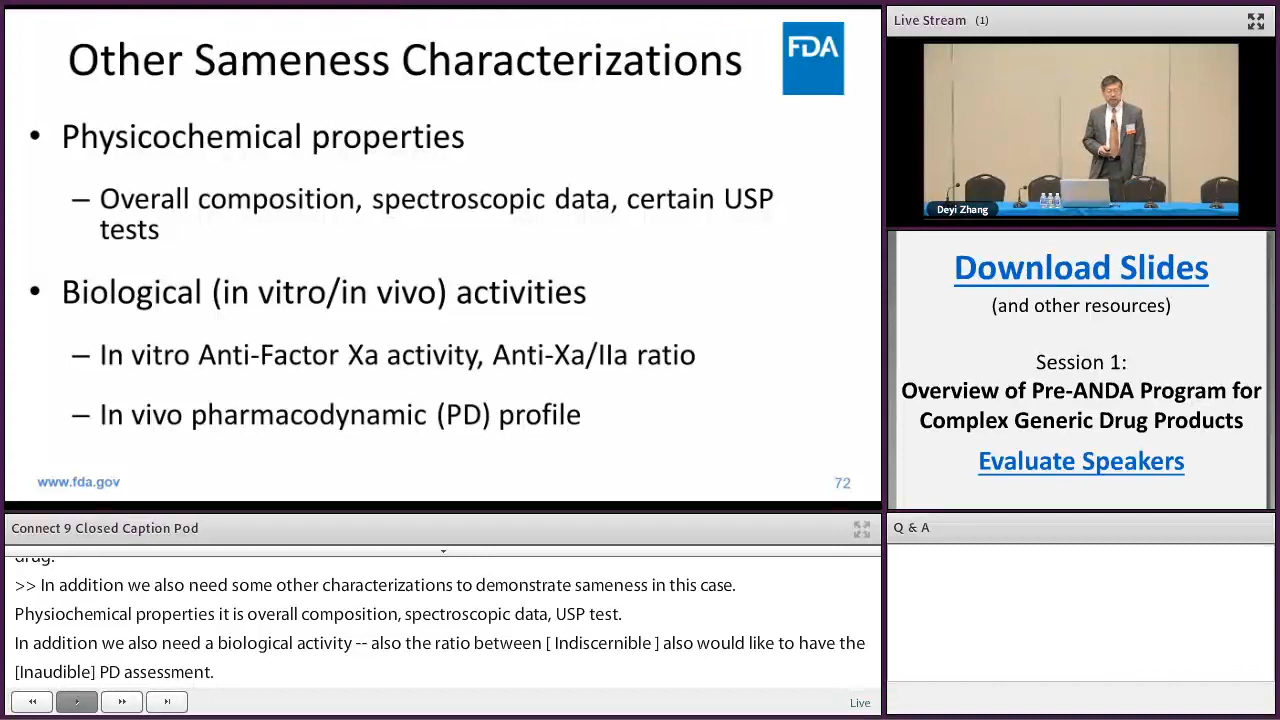 Other Sameness Characterizations
FDA
• Physicochemical properties
– Overall composition, spectroscopic data, certain USP
tests
• Biological (in vitro/in vivo) activities
– In vitro Anti-Factor Xa activity, Anti-Xa/IIa ratio
– In vivo pharmacodynamic (PD) profile
www.fda.gov
72
Live Stream (1)
Deyi Zhang
Download Slides
(and other resources)
Session 1:
Overview of Pre-ANDA Program for
Complex Generic Drug Products
Evaluate Speakers
Connect 9 Closed Caption Pod
drug.
>> In addition we also need some other characterizations to demonstrate sameness in this case.
Physiochemical properties it is overall composition, spectroscopic data, USP test.
In addition we also need a biological activity -- also the ratio between [ Indiscernible ] also would like to have the
[Inaudible] PD assessment.
Live
Q & A